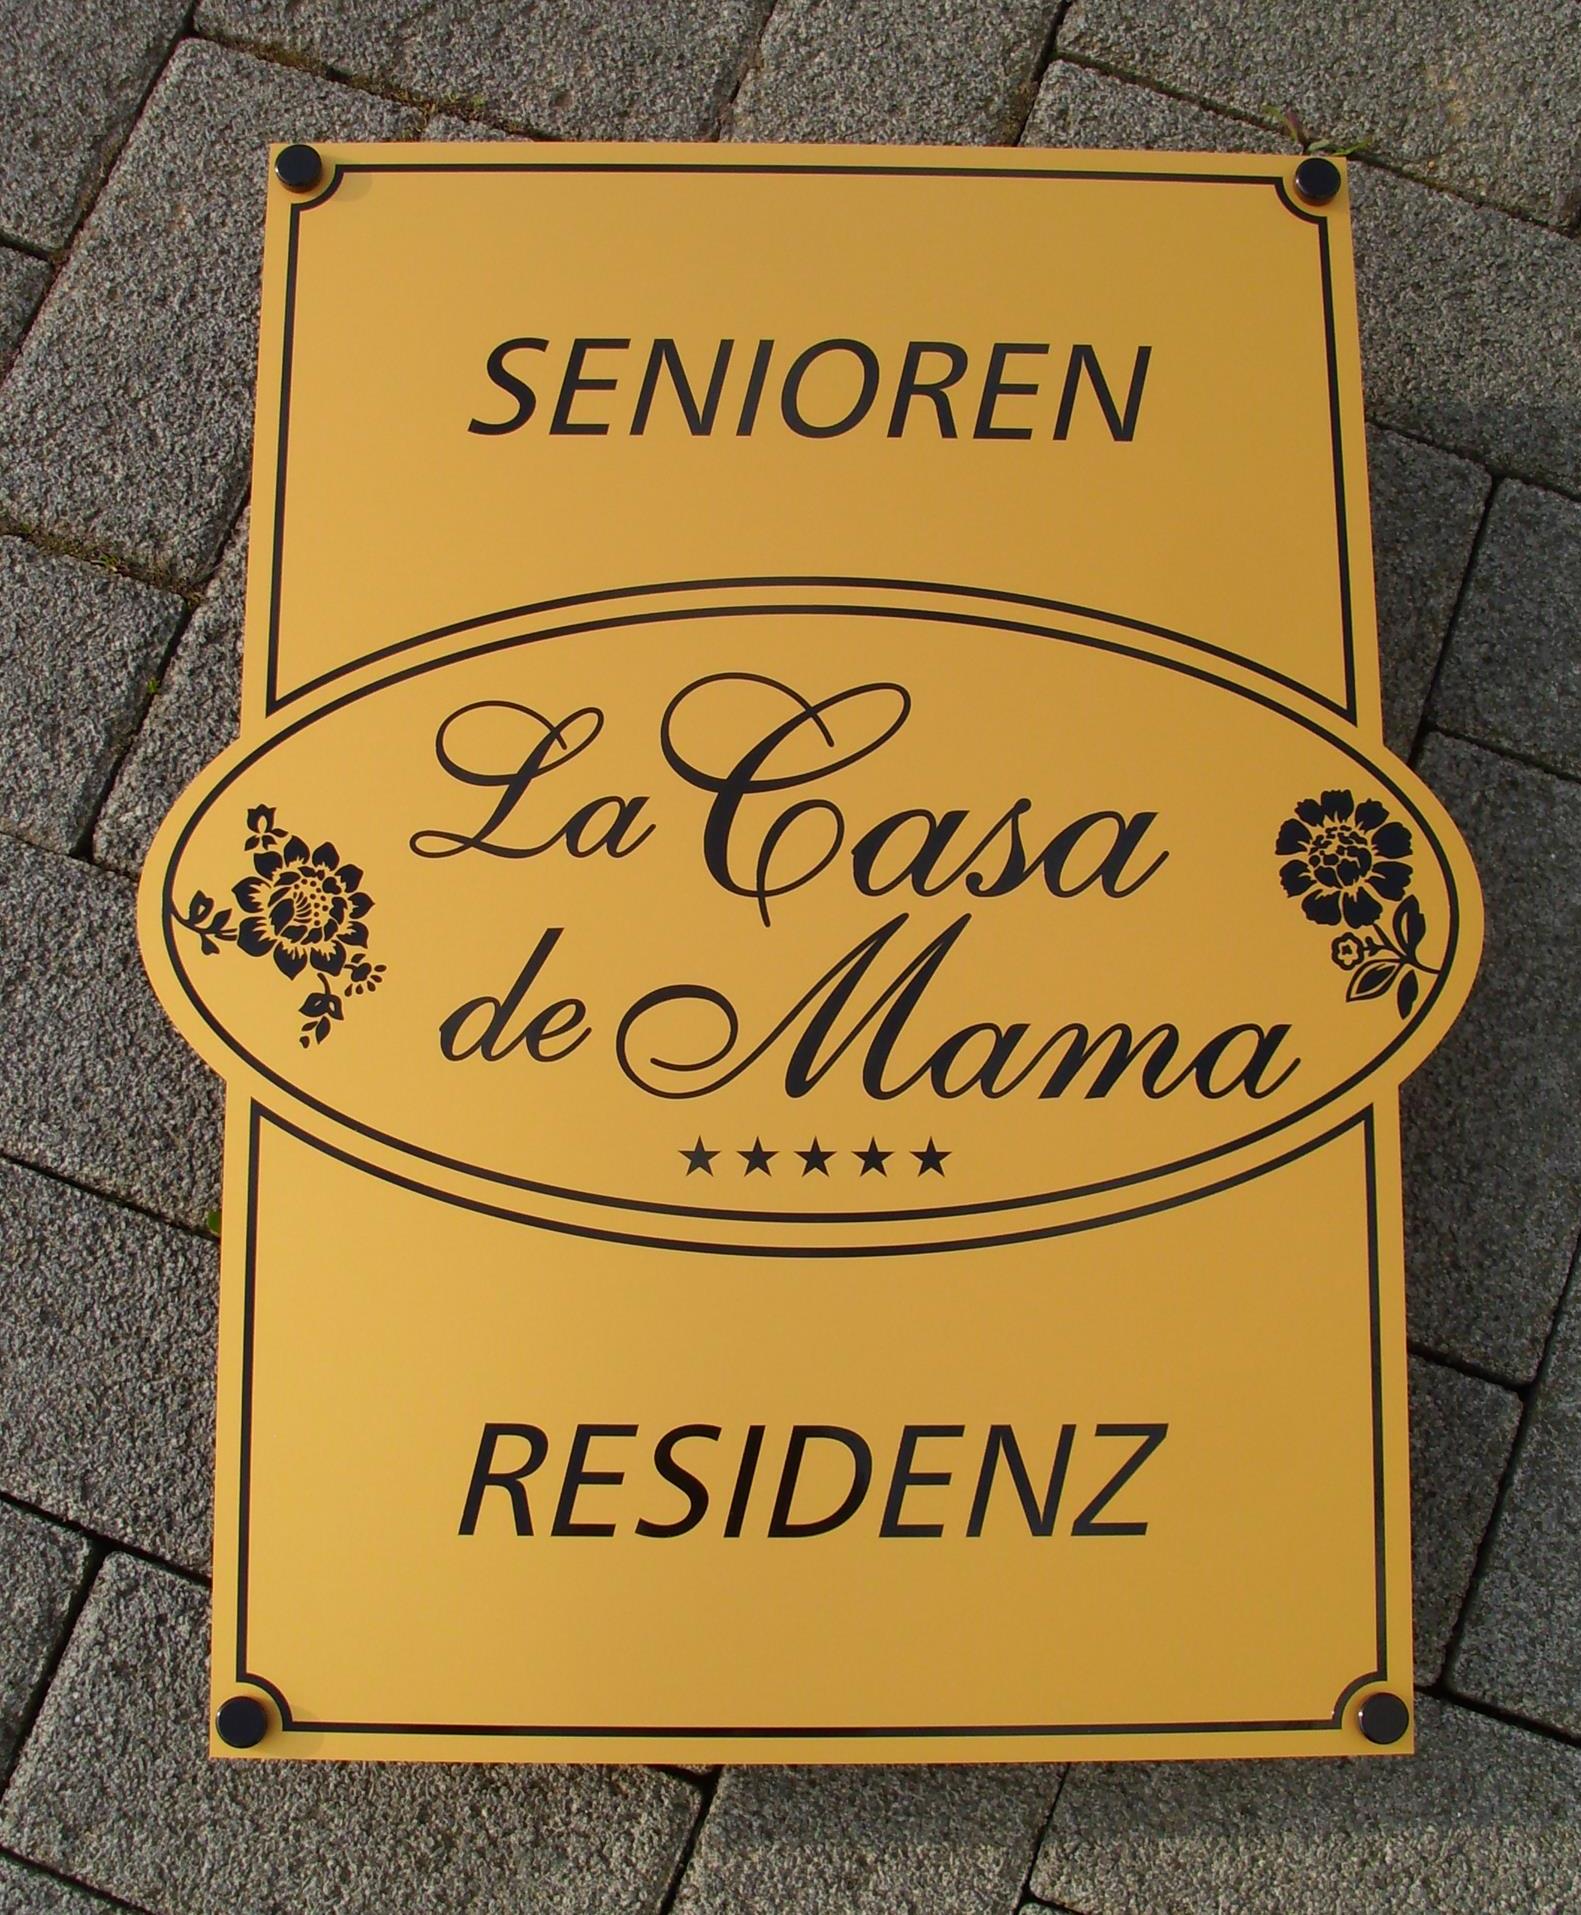 SENIOREN
La Casa
de Mama
★★★★★
RESIDENZ